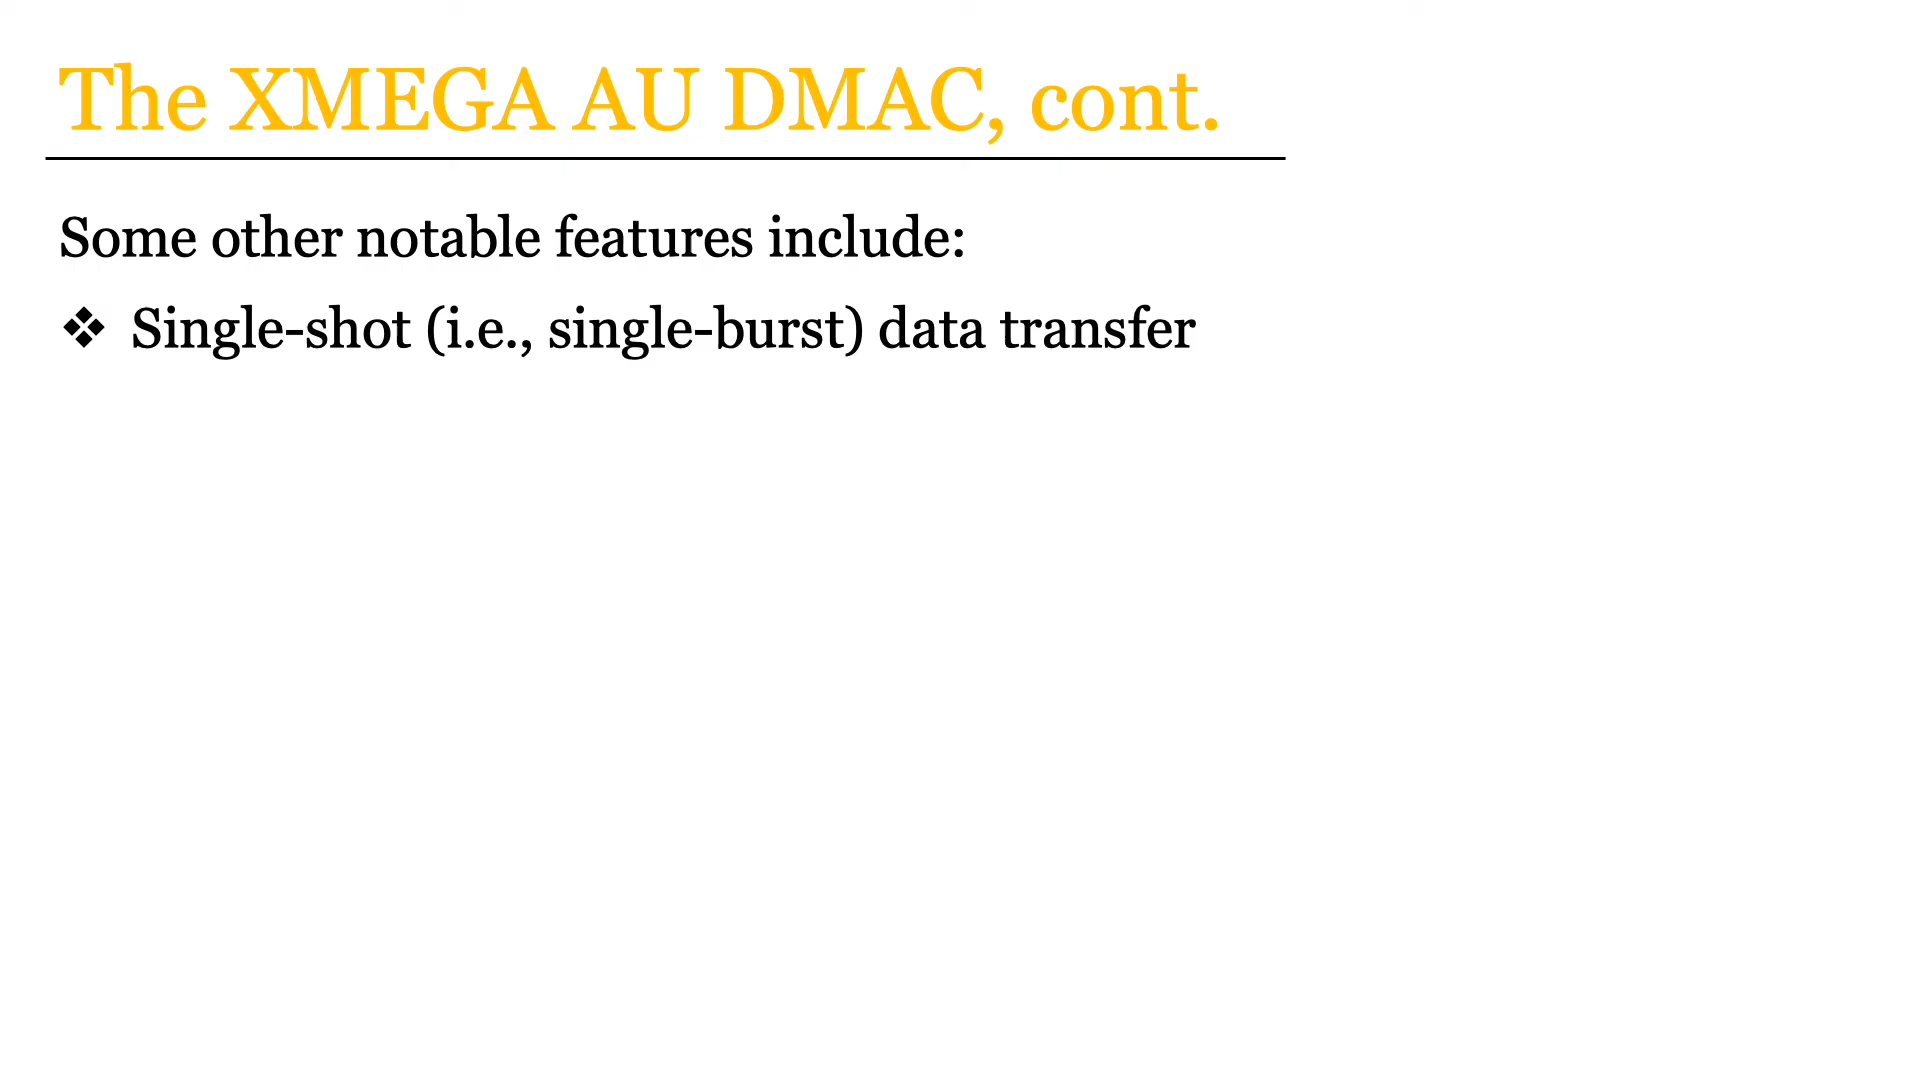 The XMEGA AU DMAC, cont.
Some other notable features include:
❖ Single-shot (i.e., single-burst) data transfer